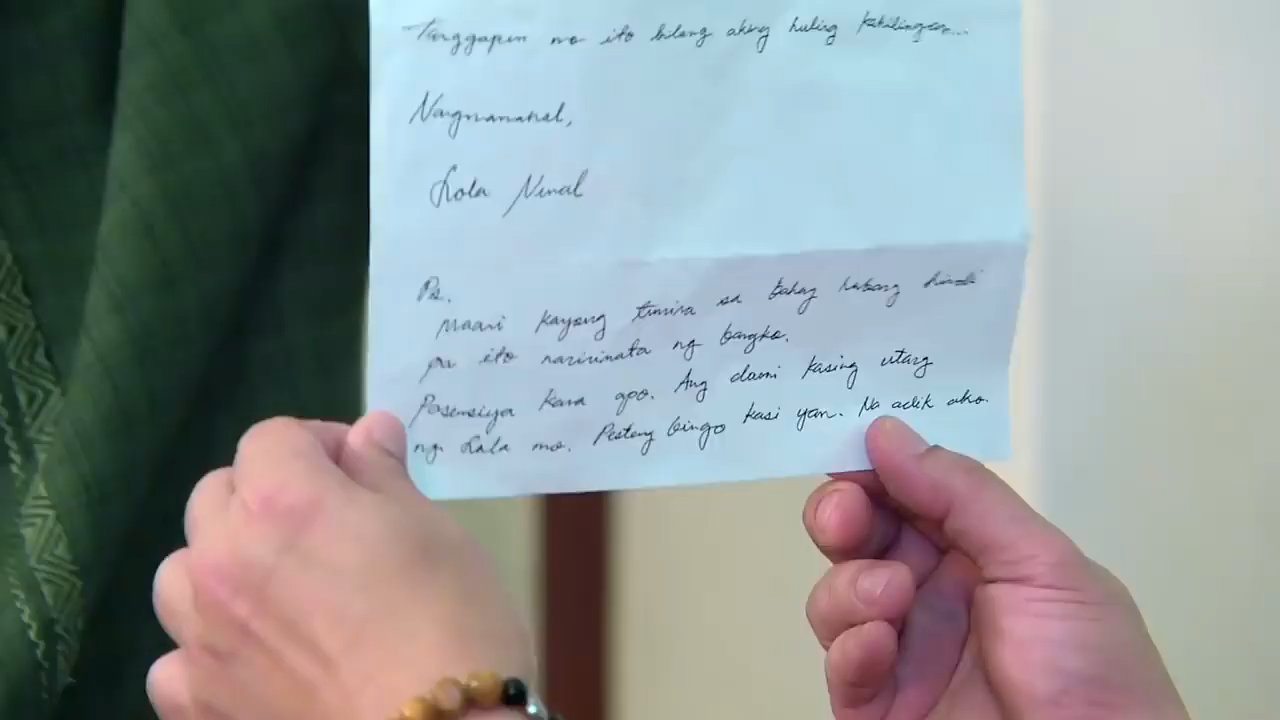 Tanggapin mo ito bilang aking huling kahilingan...
Nagmamahal,
Lola Nenal
Ps.
Maari kayong tumira sa bahay habang hindi
pa ito naririmata ng bangko.
Pasensiya kana apo. Ang dami kasing utang
ng Lola mo. Pesteng bingo kasi yan. Na adik ako.